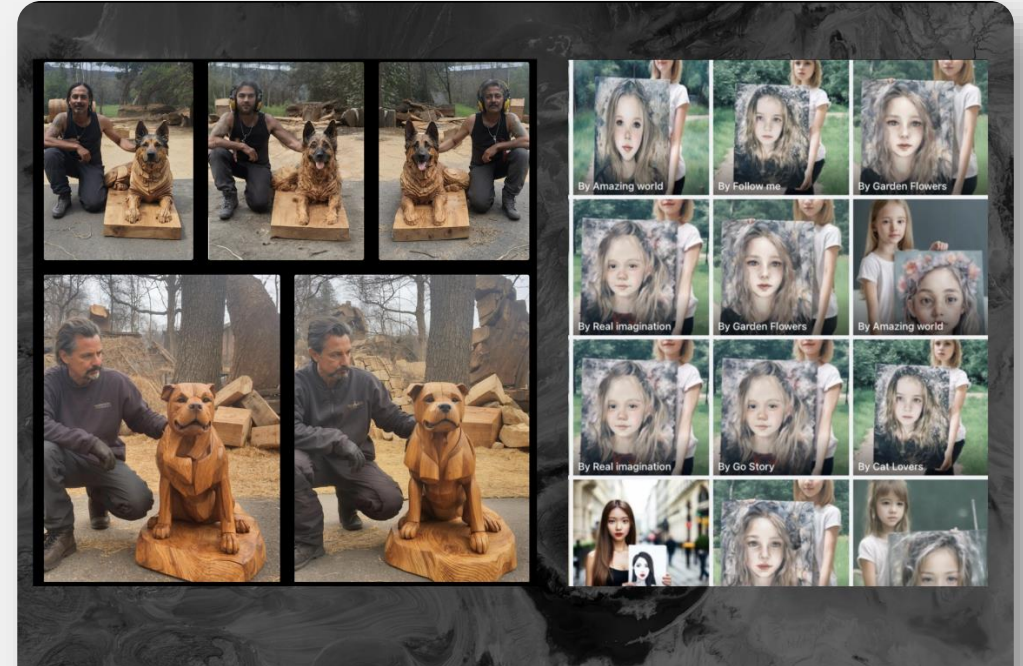 By Amazing world
By Follow me
By Garden Flowers
By Real imagination
By Garden Flowers
By Amazing world
By Real imagination
By Go Story
By Cat Lovers